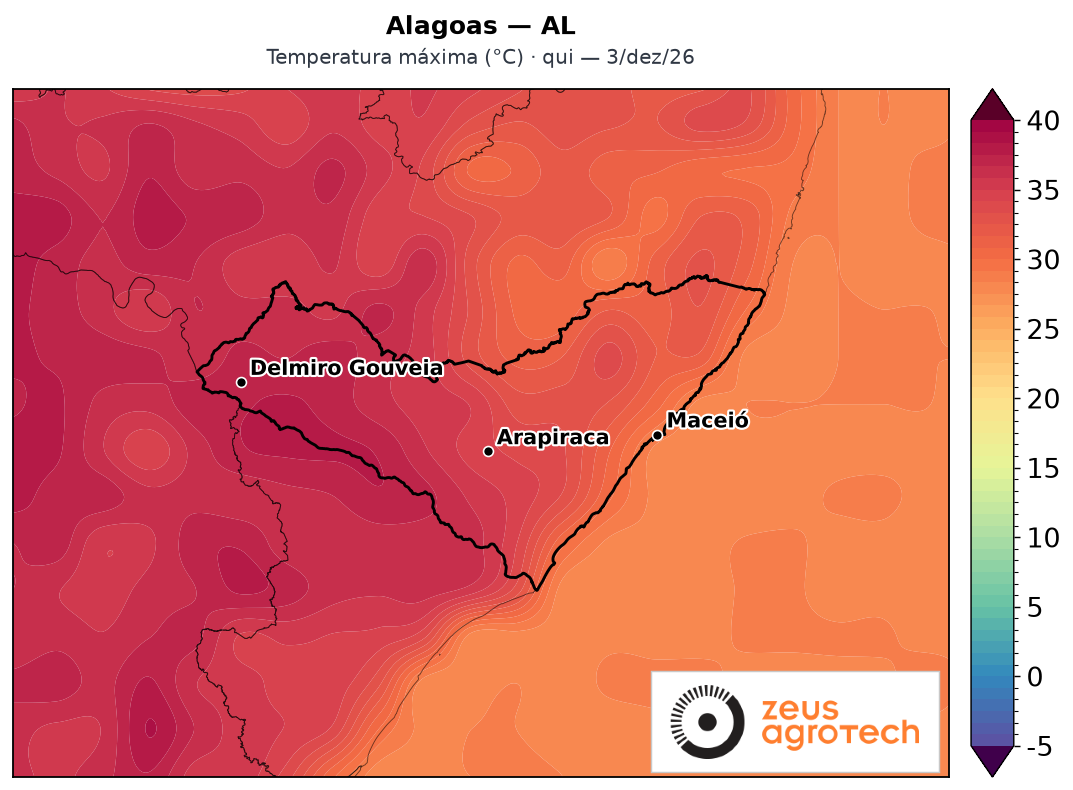 Alagoas — AL
Temperatura máxima (°C) · qui — 3/dez/26
Delmiro Gouveia
Arapiraca
Maceió
40
35
30
25
20
15
10
5
0
-5
zeus
agrotech